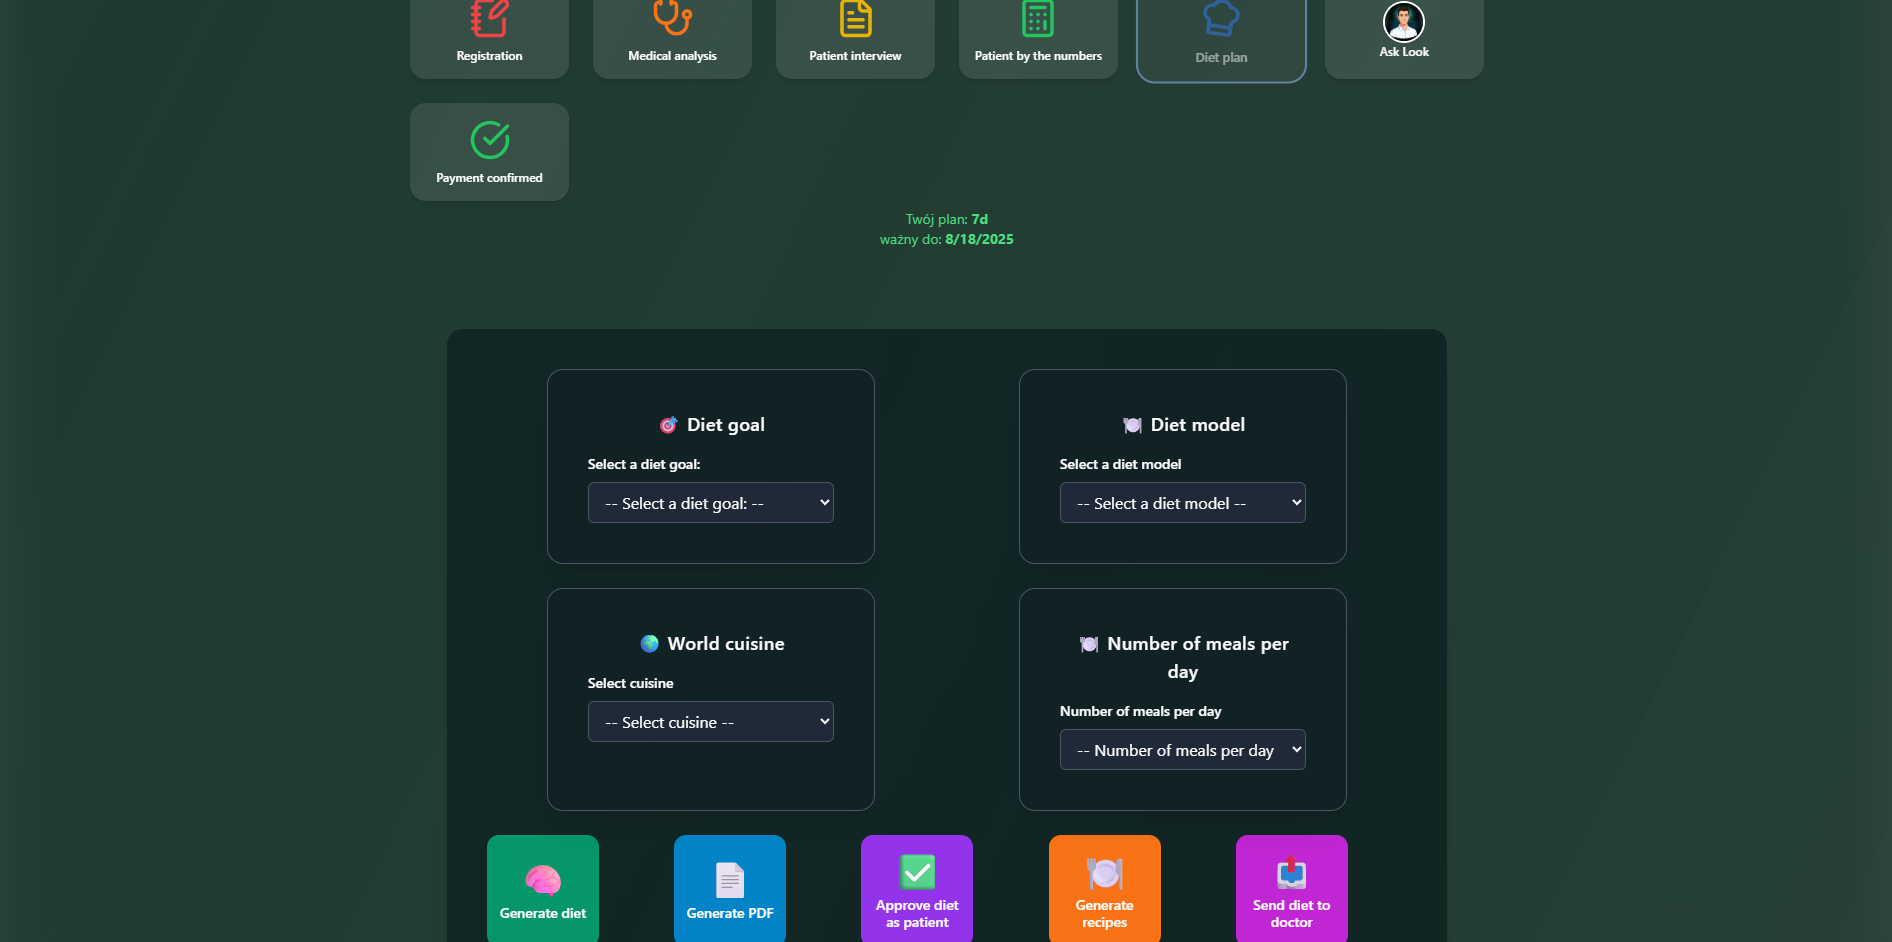 Registration
Medical analysis
Patient interview
Patient by the numbers
Diet plan
Ask Look
Payment confirmed
Twój plan: 7d
ważny do: 8/18/2025
Diet goal
Select a diet goal:
-- Select a diet goal: --
Diet model
Select a diet model
-- Select a diet model --
World cuisine
Select cuisine
-- Select cuisine --
Number of meals per
day
Number of meals per day
-- Number of meals per day
Generate diet
Generate PDF
Approve diet
as patient
Generate
recipes
Send diet to
doctor